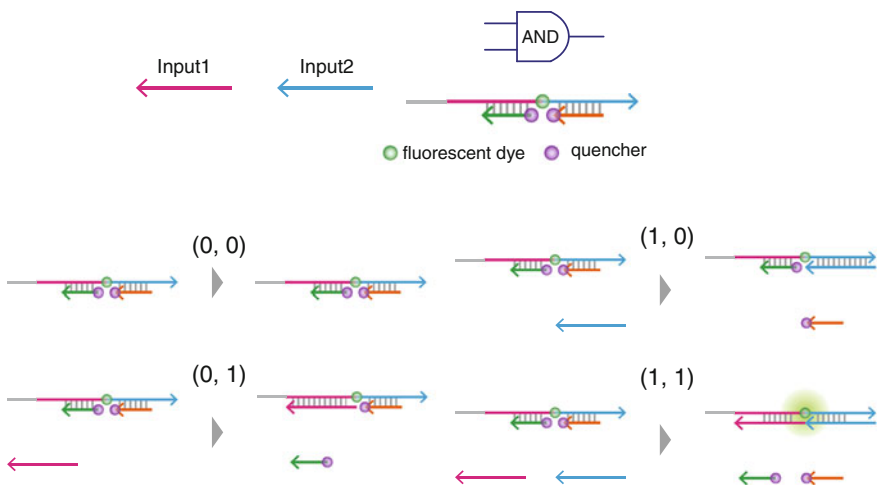 AND
Input1
Input2
fluorescent dye
quencher
(0, 0)
(1, 0)
(0, 1)
(1, 1)